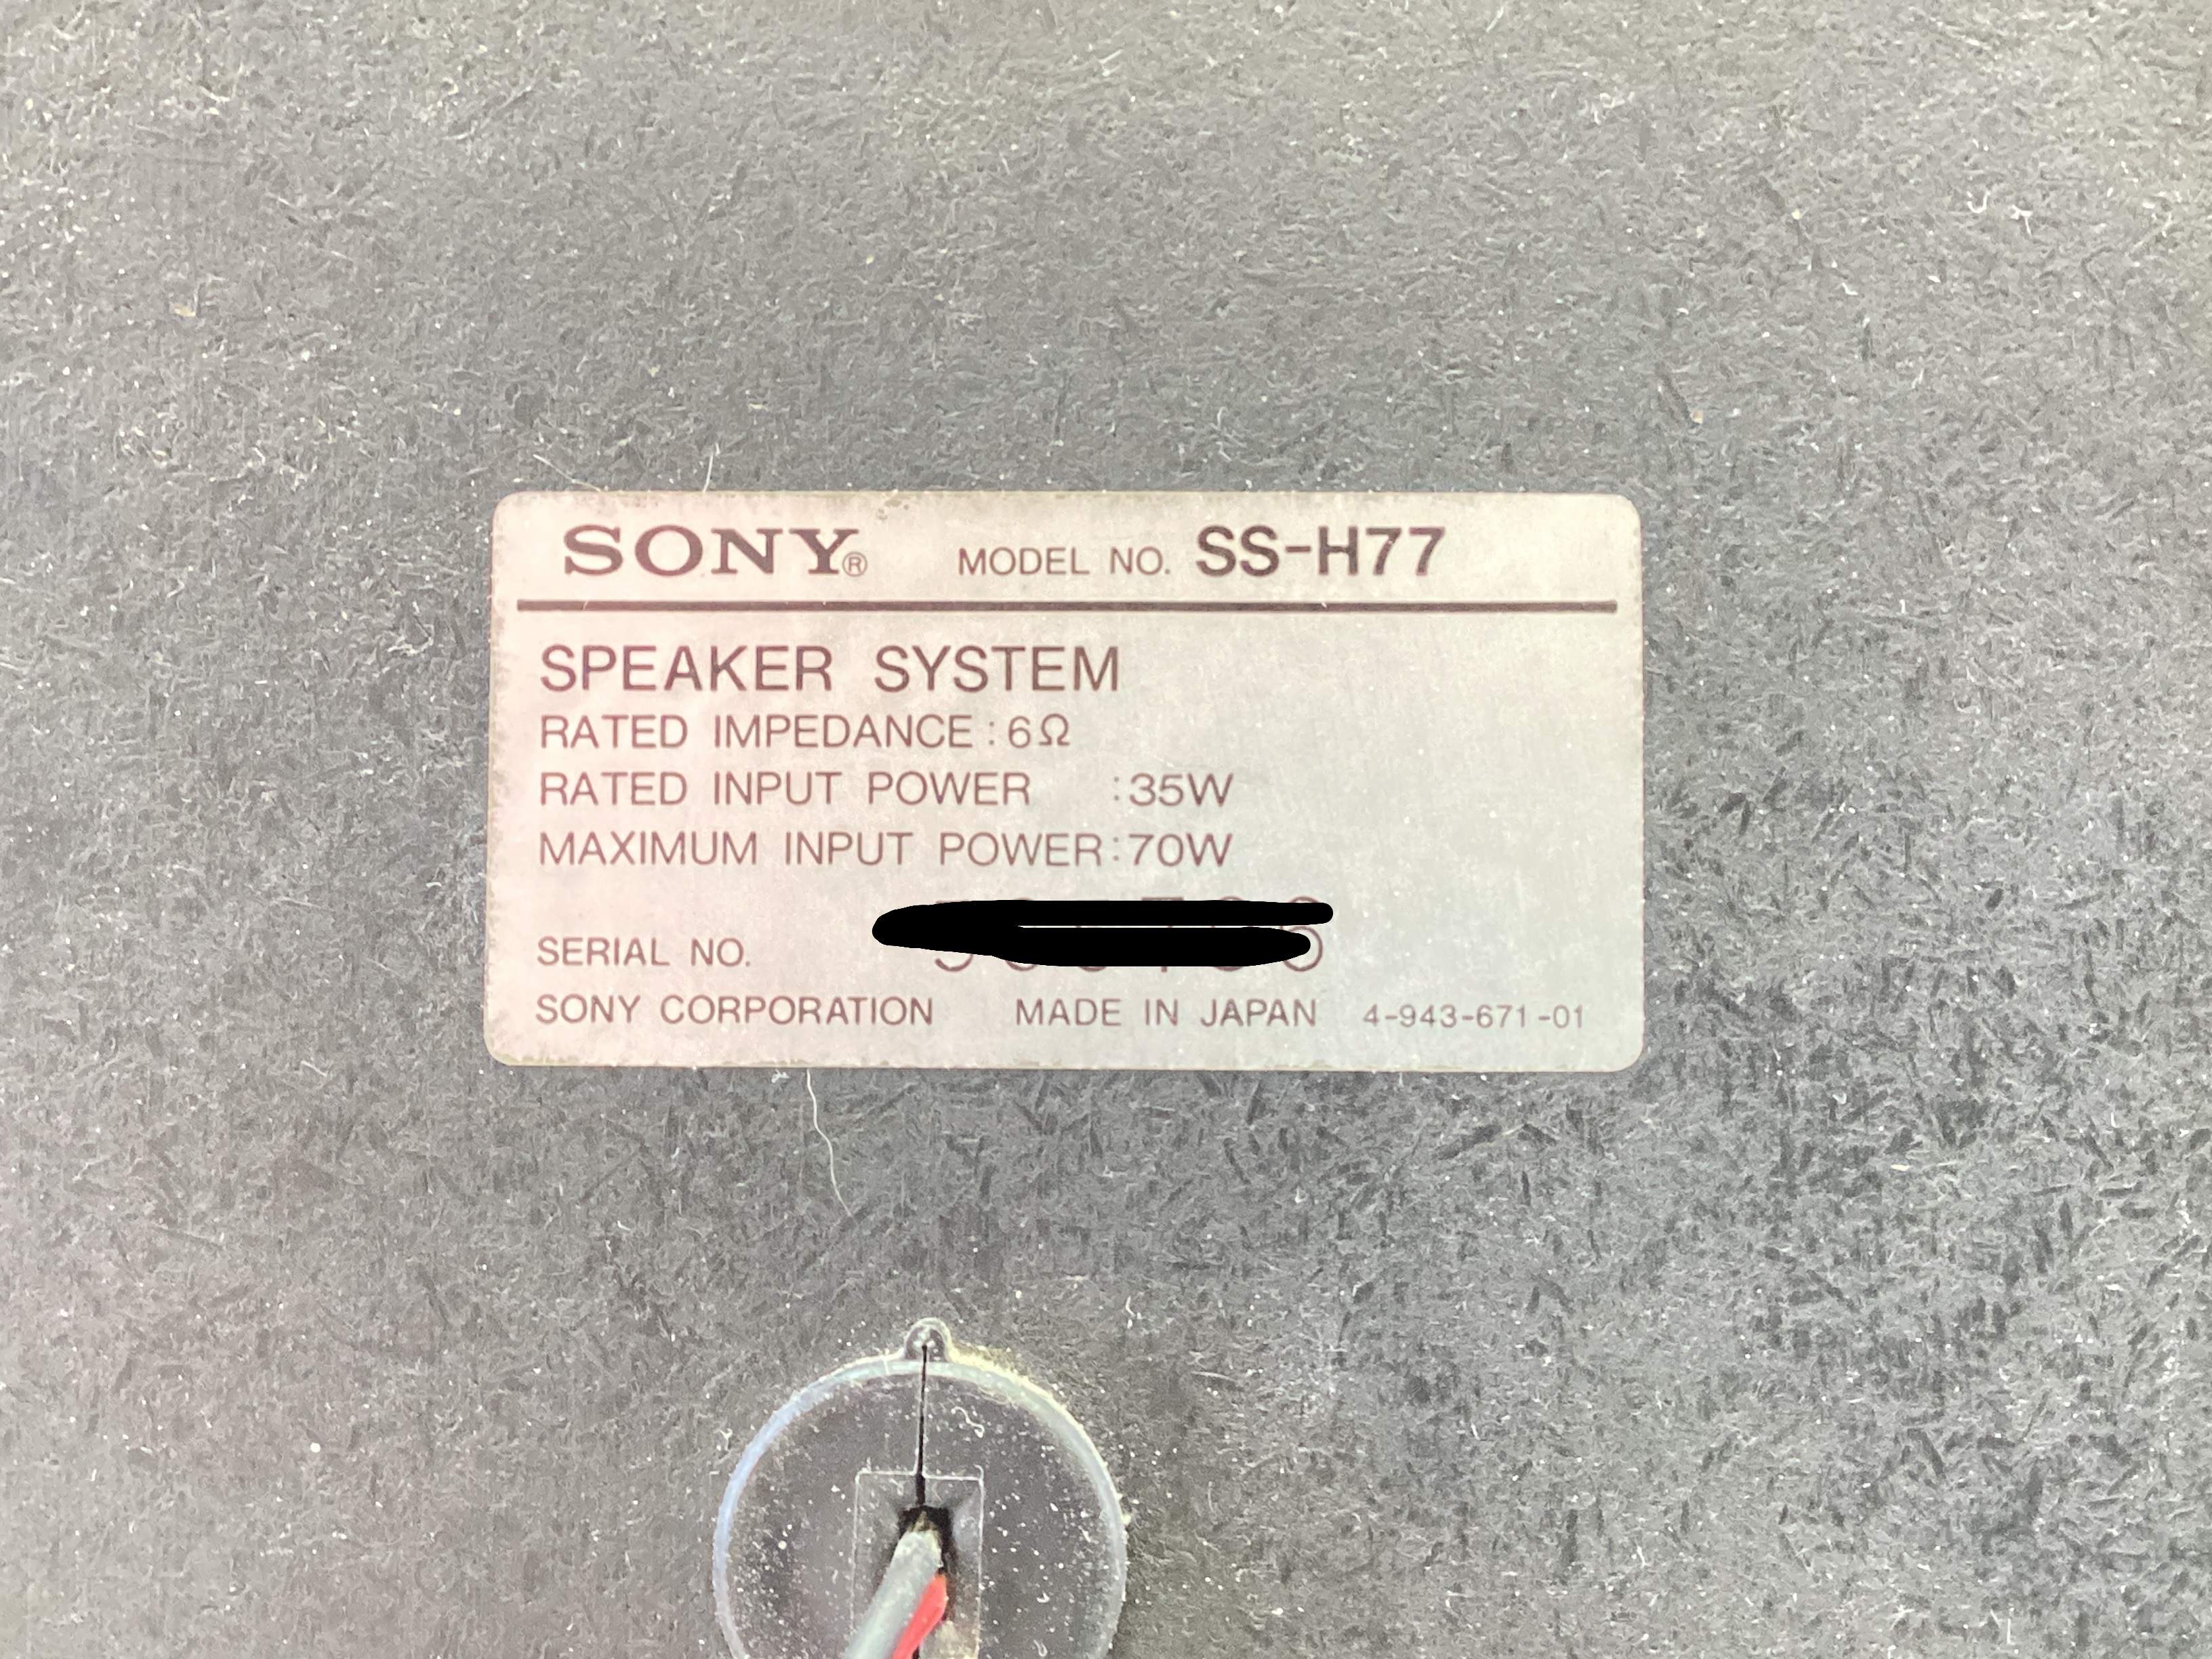 SONY® MODEL NO. SS-H77
SPEAKER SYSTEM
RATED IMPEDANCE : 6Ω
RATED INPUT POWER :35W
MAXIMUM INPUT POWER:70W
SERIAL NO.
SONY CORPORATION MADE IN JAPAN 4-943-671-01